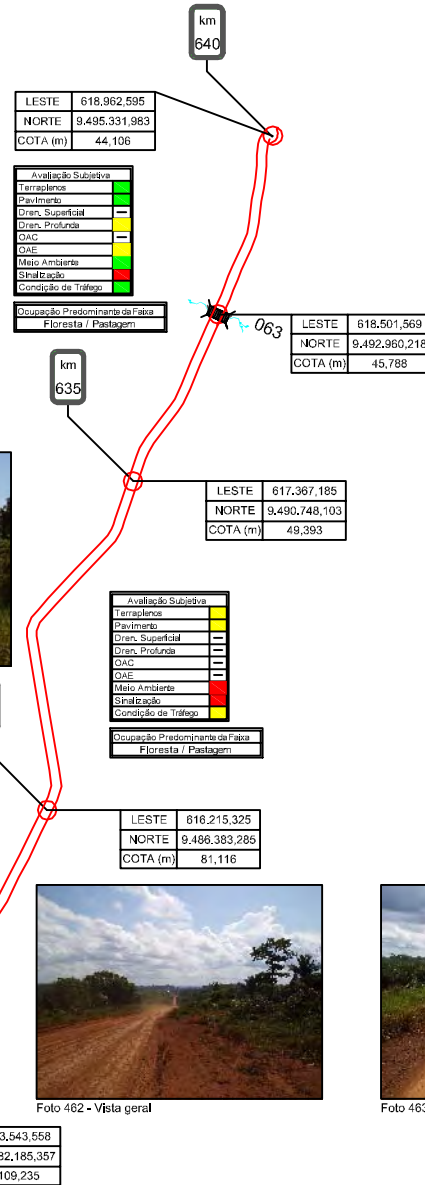 km
640
LESTE 618.962,595
NORTE 9.495.331,983
COTA (m) 44,106
Avaliação Subjetiva
Terraplenos
Pavimento
Dren. Superficial —
Dren. Profunda
OAC —
OAE
Meio Ambiente
Sinalização
Condição de Tráfego
Ocupação Predominante da Faixa
Floresta / Pastagem
063
LESTE 618.501,569
NORTE 9.492.960,218
COTA (m) 45,788
km
635
LESTE 617.367,185
NORTE 9.490.748,103
COTA (m) 49,393
Avaliação Subjetiva
Terraplenos
Pavimento
Dren. Superficial —
Dren. Profunda —
OAC —
OAE —
Meio Ambiente
Sinalização
Condição de Tráfego
Ocupação Predominante da Faixa
Floresta / Pastagem
LESTE 616.215,325
NORTE 9.486.383,285
COTA (m) 81,116
Foto 462 - Vista geral
Foto 463
3.543,558
82.185,357
109,235